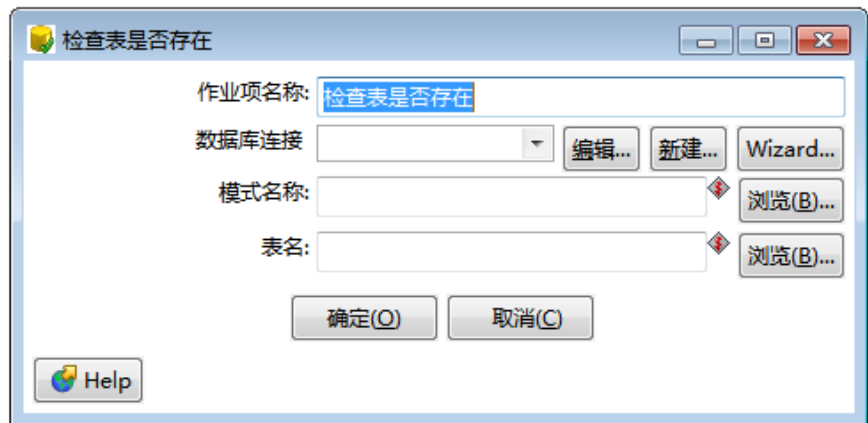 检查表是否存在
作业项名称: 检查表是否存在
数据库连接 编辑... 新建... Wizard...
模式名称: 浏览(B)...
表名: 浏览(B)...
确定(O) 取消(C)
Help